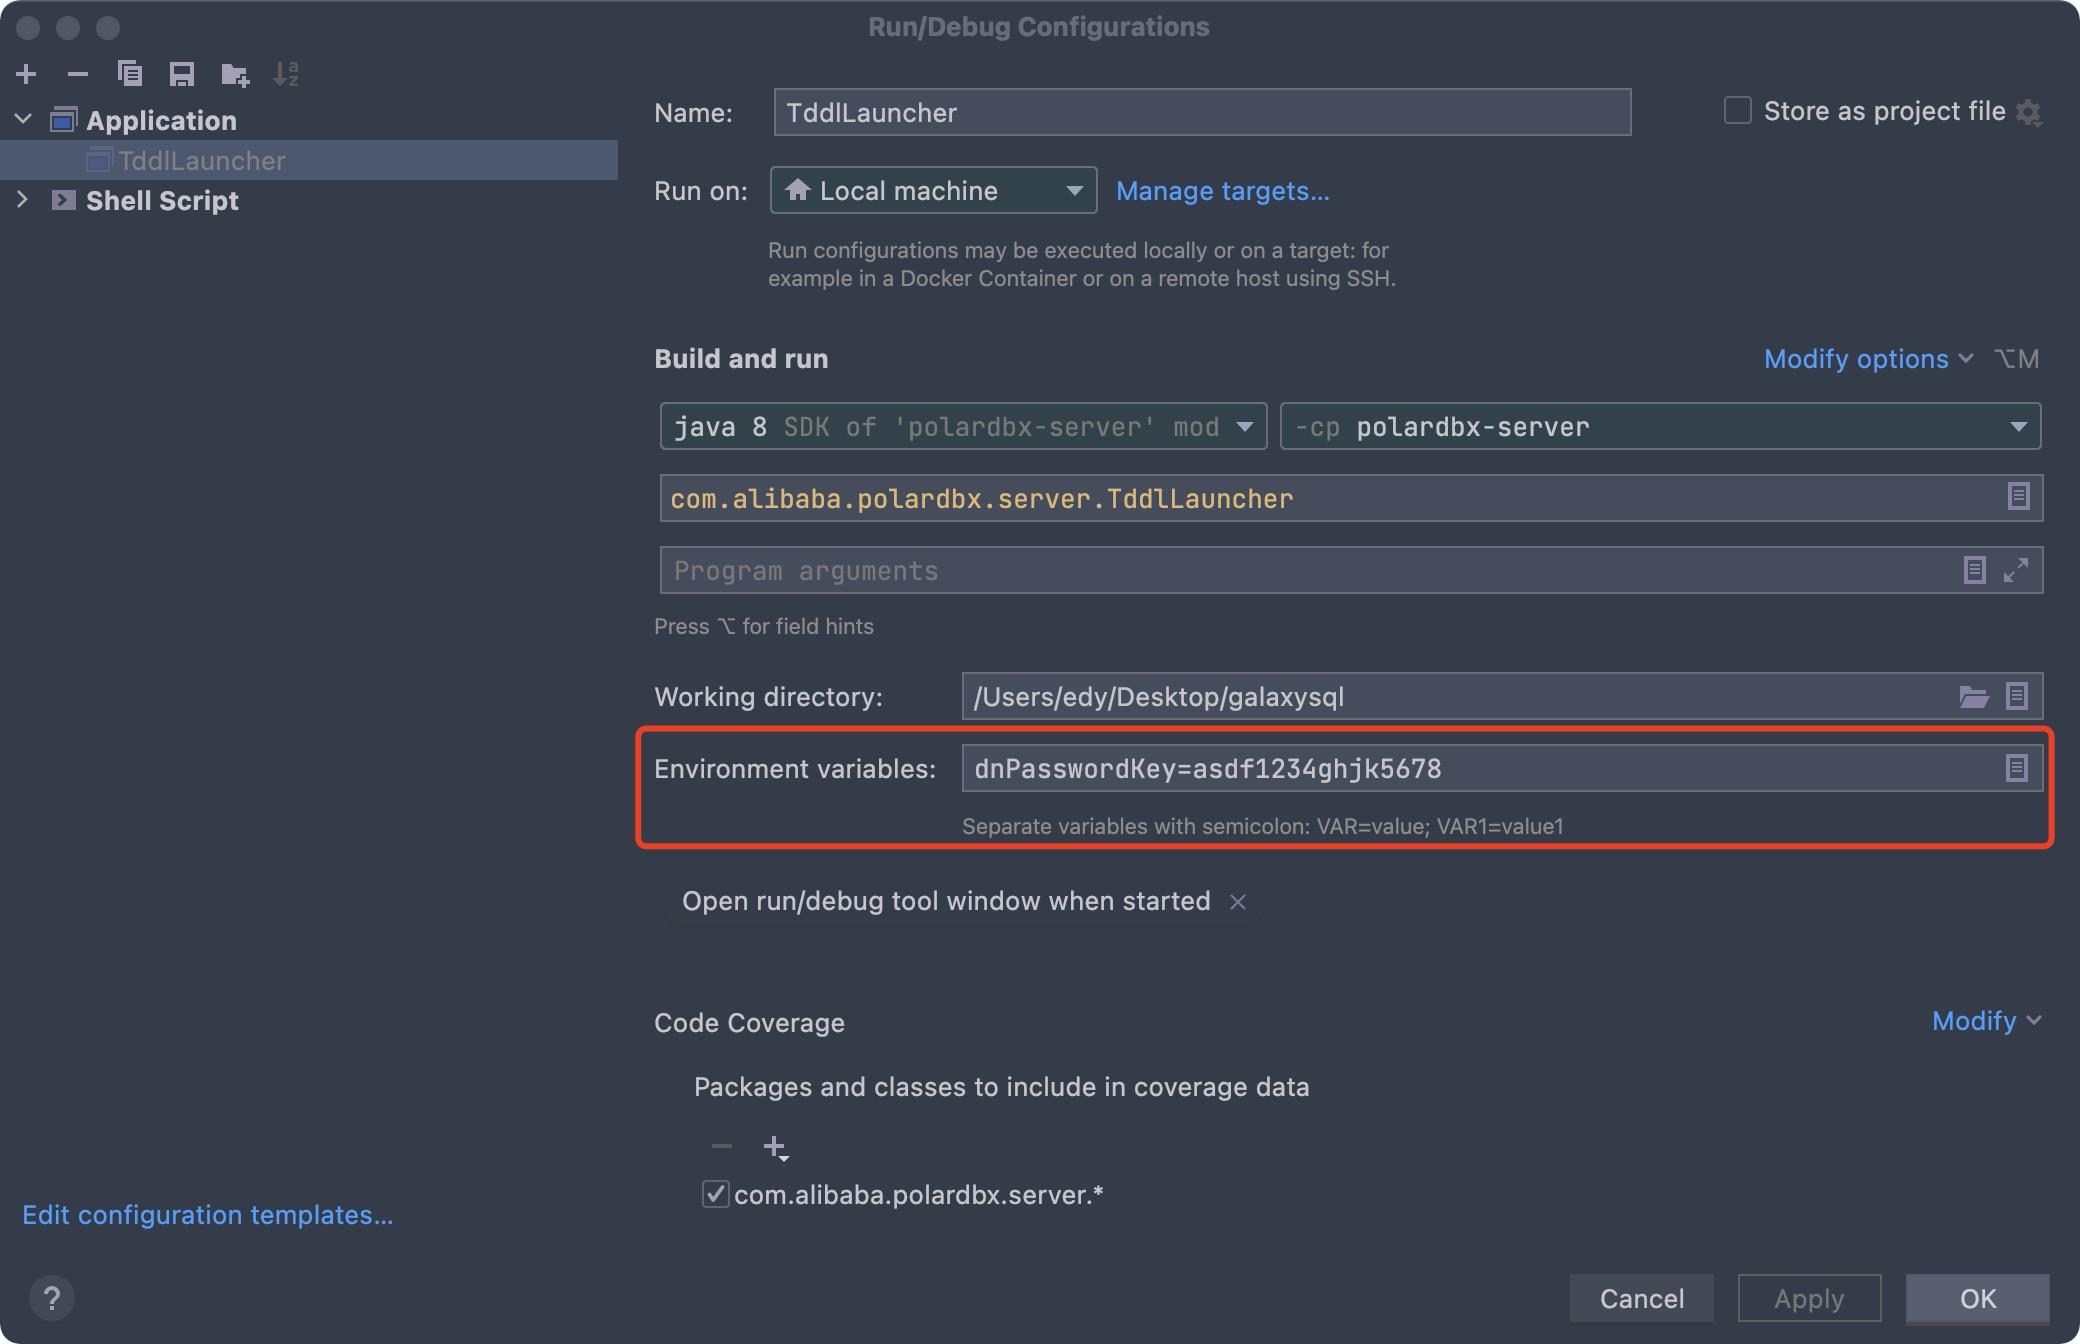 Run/Debug Configurations
Application
TddlLauncher
Shell Script
Name: TddlLauncher
Store as project file
Run on: Local machine Manage targets...
Run configurations may be executed locally or on a target: for
example in a Docker Container or on a remote host using SSH.
Build and run
Modify options ⌥M
java 8 SDK of 'polardbx-server' mod
-cp polardbx-server
com.alibaba.polardbx.server.TddlLauncher
Program arguments
Press ⌥ for field hints
Working directory: /Users/edy/Desktop/galaxysql
Environment variables: dnPasswordKey=asdf1234ghjk5678
Separate variables with semicolon: VAR=value; VAR1=value1
Open run/debug tool window when started ×
Code Coverage
Modify
Packages and classes to include in coverage data
com.alibaba.polardbx.server.*
Edit configuration templates...
?
Cancel
Apply
OK